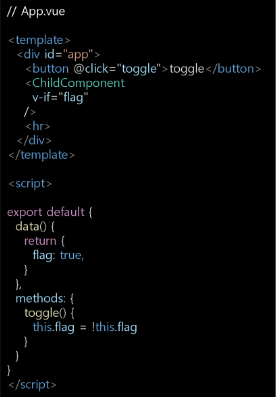 // App.vue
<template>
<div id="app">
<button @click="toggle">toggle</button>
<ChildComponent
v-if="flag"
/>
<hr>
</div>
</template>
<script>
export default {
data() {
return {
flag: true,
}
},
methods: {
toggle() {
this.flag = !this.flag
}
}
}
</script>